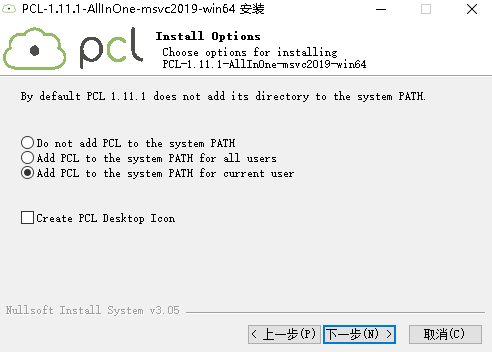 PCL-1.11.1-AllInOne-msvc2019-win64 安装
pcl
Install Options
Choose options for installing
PCL-1.11.1-AllInOne-msvc2019-win64
By default PCL 1.11.1 does not add its directory to the system PATH.
Do not add PCL to the system PATH
Add PCL to the system PATH for all users
Add PCL to the system PATH for current user
Create PCL Desktop Icon
Nullsoft Install System v3.05
< 上一步(P)
下一步(N) >
取消(C)